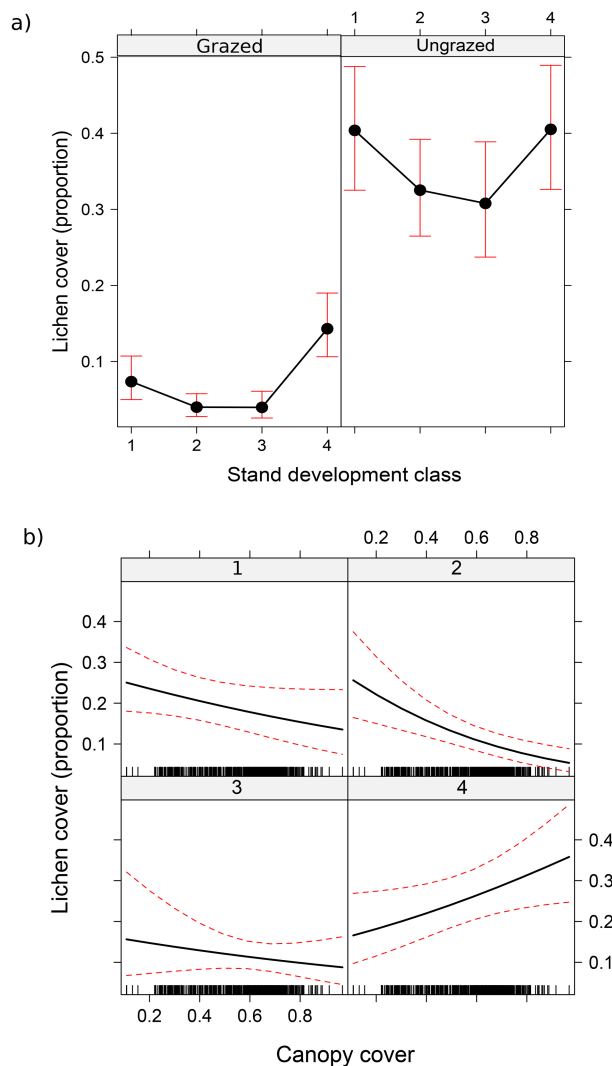 a)
1 2 3 4
Grazed Ungrazed
0.5
0.4
0.3
0.2
0.1
Lichen cover (proportion)
1 2 3 4
Stand development class
b)
0.2 0.4 0.6 0.8
1 2
0.4
0.3
0.2
0.1
Lichen cover (proportion)
3 4
0.4
0.3
0.2
0.1
0.2 0.4 0.6 0.8
Canopy cover